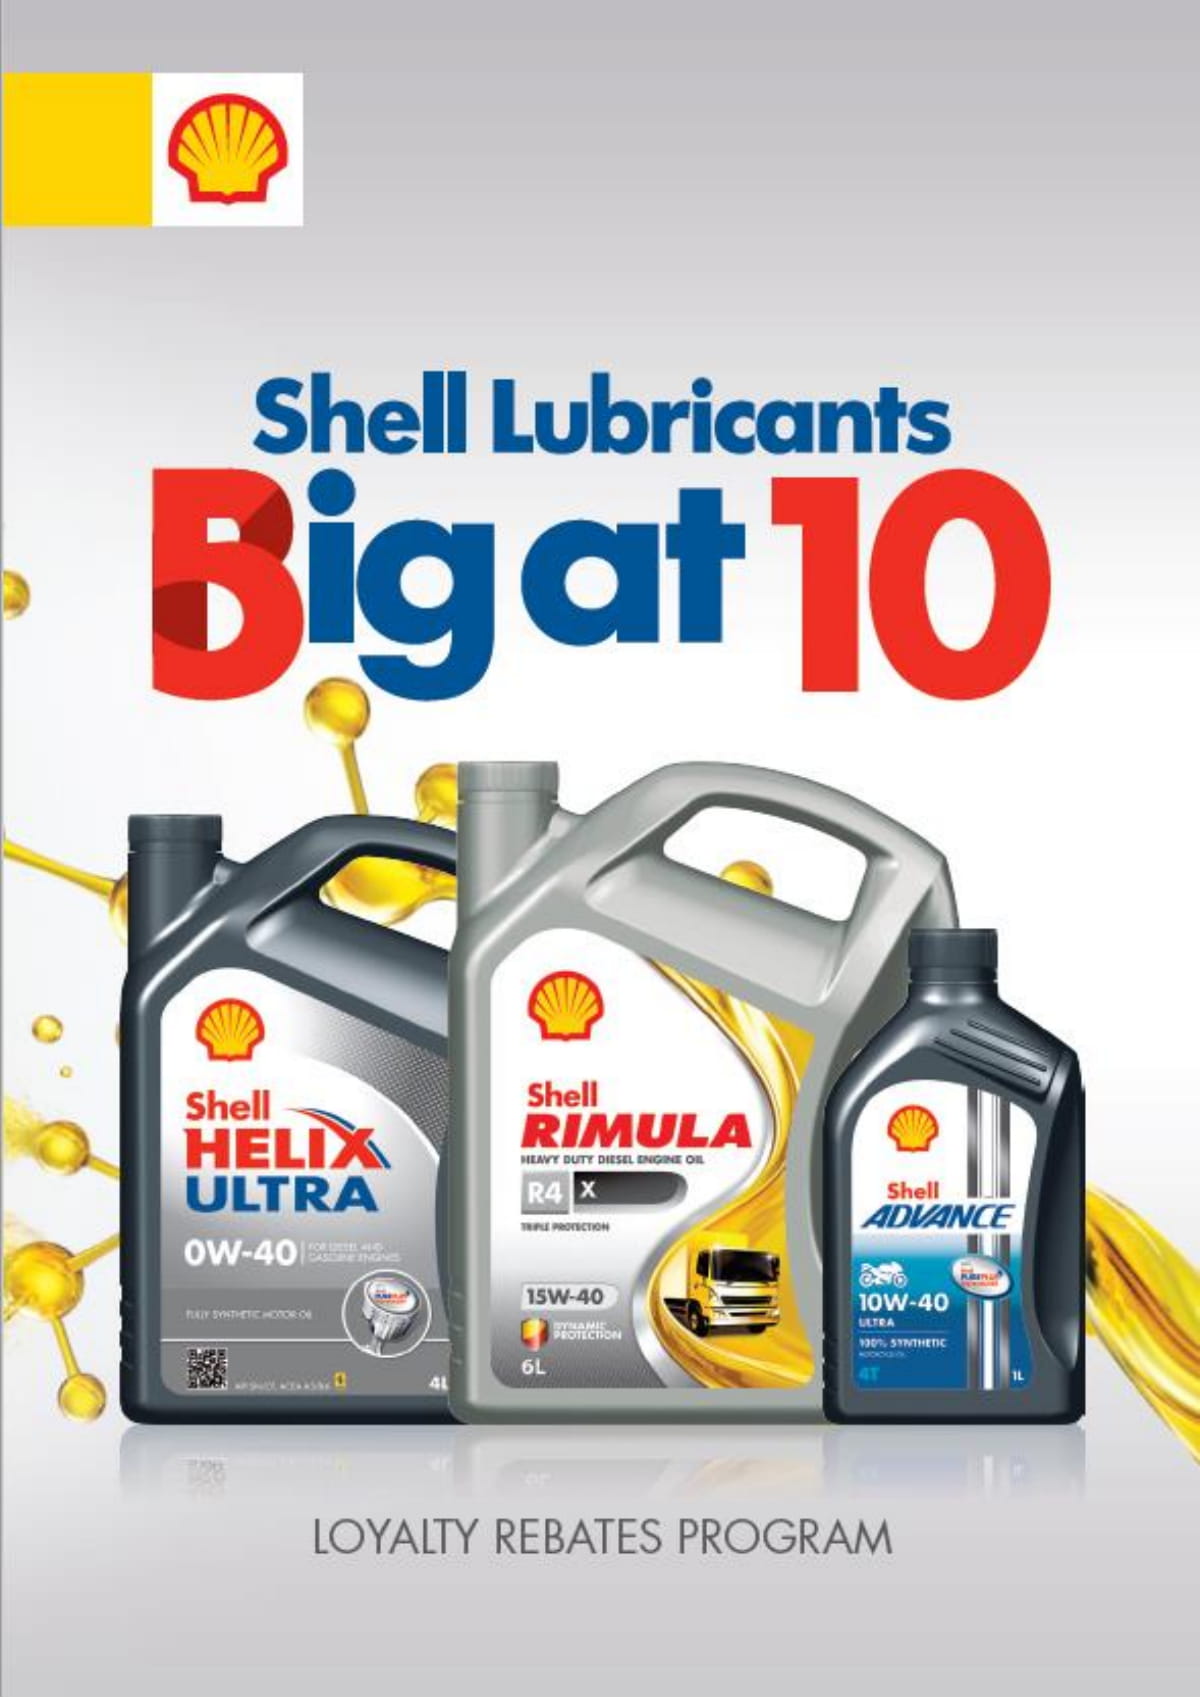 Shell Lubricants
Big at 10
Shell
HELIX
ULTRA
0W-40
FOR DIESEL AND
GASOLINE ENGINES
FULLY SYNTHETIC MOTOR OIL
4L
Shell
RIMULA
HEAVY DUTY DIESEL ENGINE OIL
R4 X
TRIPLE PROTECTION
15W-40
DYNAMIC
PROTECTION
6L
Shell
ADVANCE
10W-40
ULTRA
100% SYNTHETIC
MOTORCYCLE OIL
4T
1L
LOYALTY REBATES PROGRAM